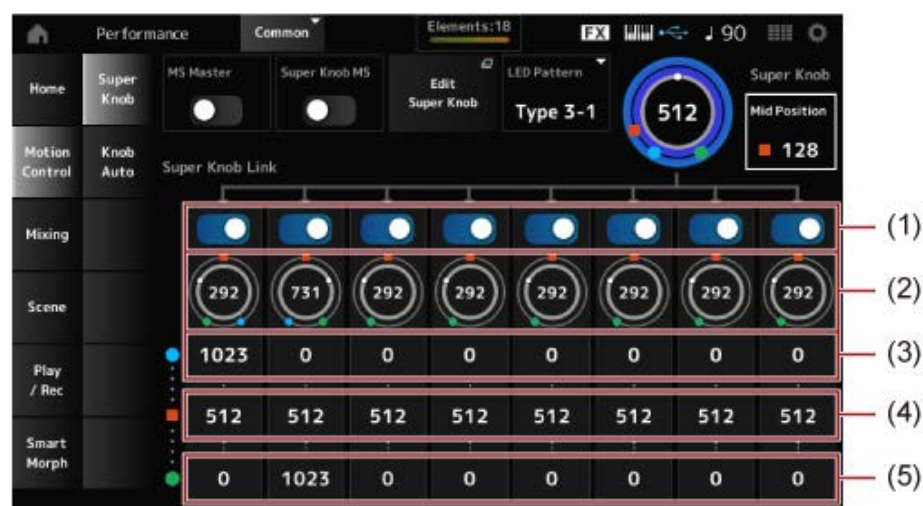 Performance Common Elements:18 FX ♩ 90
Home Super Knob MS Master Super Knob MS Edit Super Knob LED Pattern Type 3-1 512 Super Knob Mid Position 128
Motion Control Knob Auto Super Knob Link
Mixing (1)
Scene 292 731 292 292 292 292 292 292 (2)
Play / Rec 1023 0 0 0 0 0 0 0 (3)
512 512 512 512 512 512 512 512 (4)
Smart Morph 0 1023 0 0 0 0 0 0 (5)